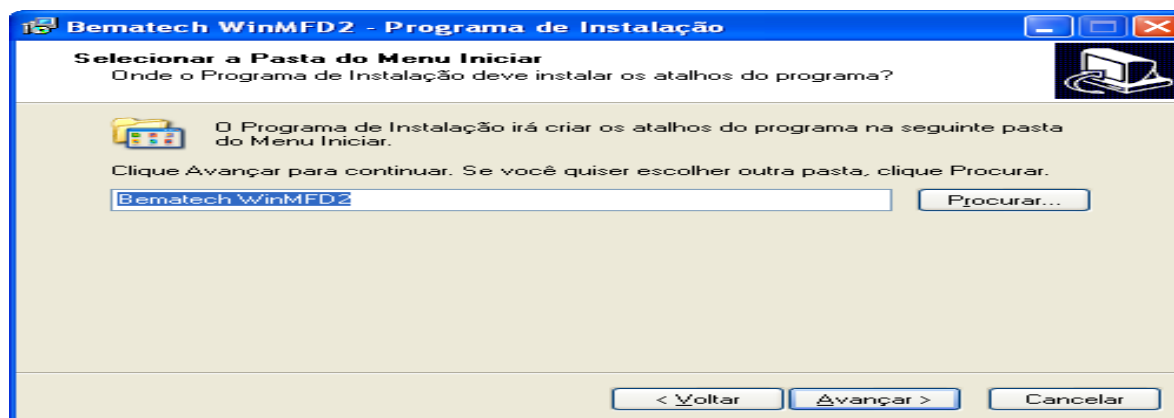 Bematech WinMFD2 - Programa de Instalação
Selecionar a Pasta do Menu Iniciar
Onde o Programa de Instalação deve instalar os atalhos do programa?
O Programa de Instalação irá criar os atalhos do programa na seguinte pasta
do Menu Iniciar.
Clique Avançar para continuar. Se você quiser escolher outra pasta, clique Procurar.
Bematech WinMFD2
Procurar...
< Voltar
Avançar >
Cancelar